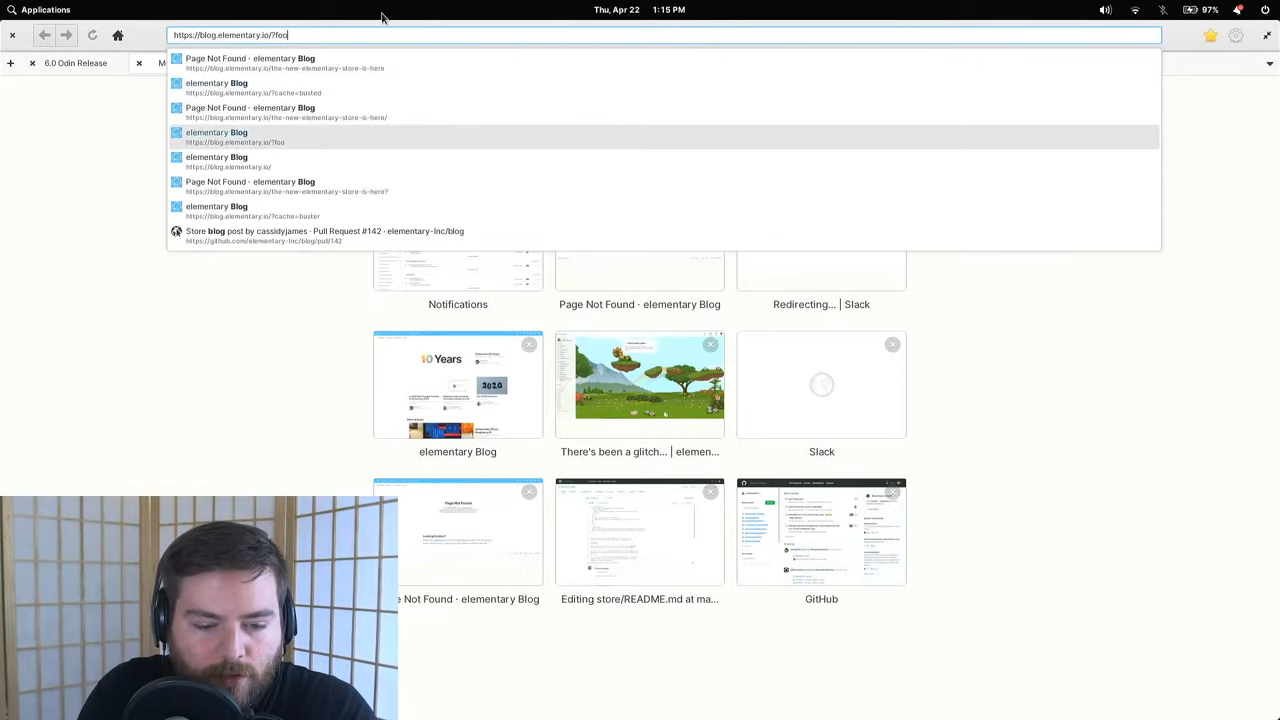 Applications
Thu, Apr 22 1:15 PM
97%
https://blog.elementary.io/?foo
6.0 Odin Release
Page Not Found · elementary Blog
https://blog.elementary.io/the-new-elementary-store-is-here
elementary Blog
https://blog.elementary.io/?cache=busted
Page Not Found · elementary Blog
https://blog.elementary.io/the-new-elementary-store-is-here/
elementary Blog
https://blog.elementary.io/?foo
elementary Blog
https://blog.elementary.io/
Page Not Found · elementary Blog
https://blog.elementary.io/the-new-elementary-store-is-here?
elementary Blog
https://blog.elementary.io/?cache=buster
Store blog post by cassidyjames · Pull Request #142 · elementary-Inc/blog
https://github.com/elementary-Inc/blog/pull/142
Notifications
Page Not Found · elementary Blog
Redirecting... | Slack
10 Years
2020
elementary Blog
There's been a glitch... | elemen...
Slack
Page Not Found
Not Found · elementary Blog
Editing store/README.md at ma...
GitHub